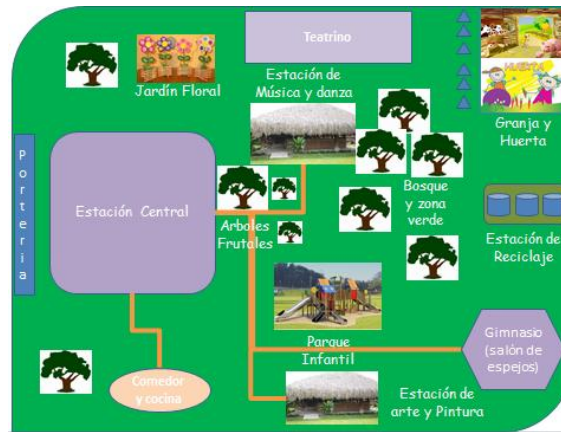 Teatrino
Jardín Floral
Estación de
Música y danza
HUERTA
Granja y
Huerta
Porteria
Estación Central
Arboles
Frutales
Bosque
y zona
verde
Estación de
Reciclaje
Parque
Infantil
Gimnasio
(salón de
espejos)
Comedor
y cocina
Estación de
arte y Pintura